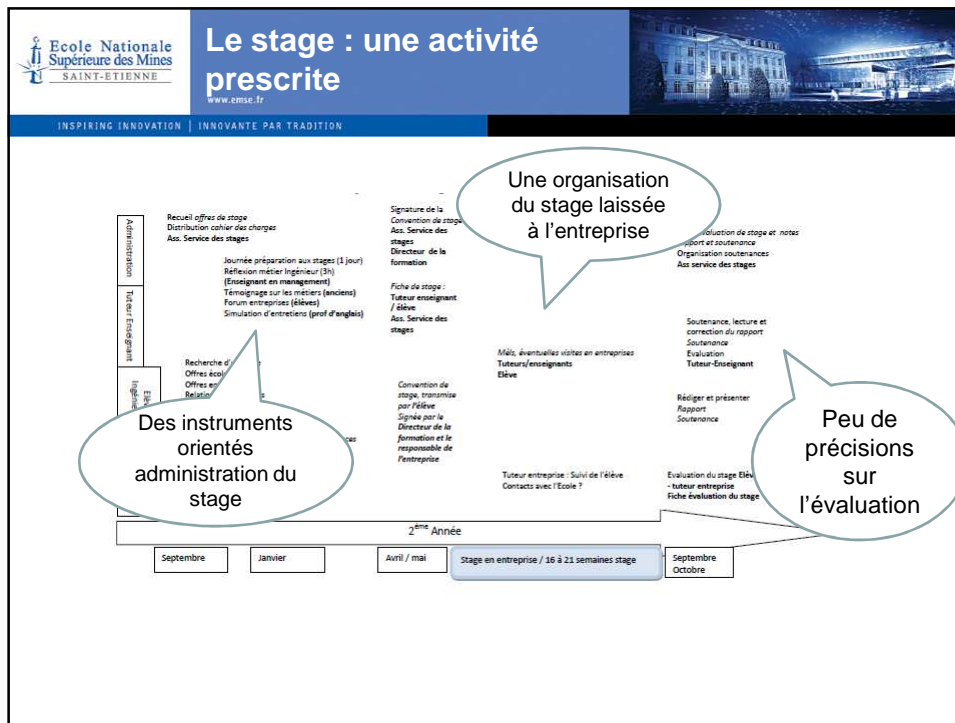 Ecole Nationale
Supérieure des Mines
SAINT-ETIENNE
Le stage : une activité
prescrite
www.emse.fr
INSPIRING INNOVATION | INNOVANTE PAR TRADITION
Administration
Tuteur Enseignant
Recueil offres de stage
Distribution cahier des charges
Ass. Service des stages
Journée préparation aux stages (1 jour)
Réflexion métier Ingénieur (3h)
(Enseignant en management)
Témoignage sur les métiers (anciens)
Forum entreprises (élèves)
Simulation d'entretiens (prof d'anglais)
Recherche
Offres
Offres
Des instruments
orientés
administration du
stage
Signature de la
Convention de stage
Ass. Service des
stages
Directeur de la
formation
Fiche de stage :
Tuteur enseignant
/ élève
Ass. Service des
stages
Convention de
stage, transmise
par l'élève
Signée par le
Directeur de la
formation et le
responsable de
l'entreprise
Une organisation
du stage laissée
à l'entreprise
Mèls, éventuelles visites en entreprises
Tuteurs/enseignants
Elève
Tuteur entreprise : Suivi de l'élève
Contacts avec l'Ecole ?
évaluation de stage et notes
rapport et soutenance
Organisation soutenances
Ass service des stages
Soutenance, lecture et
correction du rapport
Soutenance
Evaluation
Tuteur-Enseignant
Rédiger et présenter
Rapport
Soutenance
Evaluation du stage
- tuteur entreprise
Fiche évaluation du stage
Peu de
précisions
sur
l'évaluation
2ème Année
Septembre
Janvier
Avril / mai
Stage en entreprise / 16 à 21 semaines stage
Septembre
Octobre